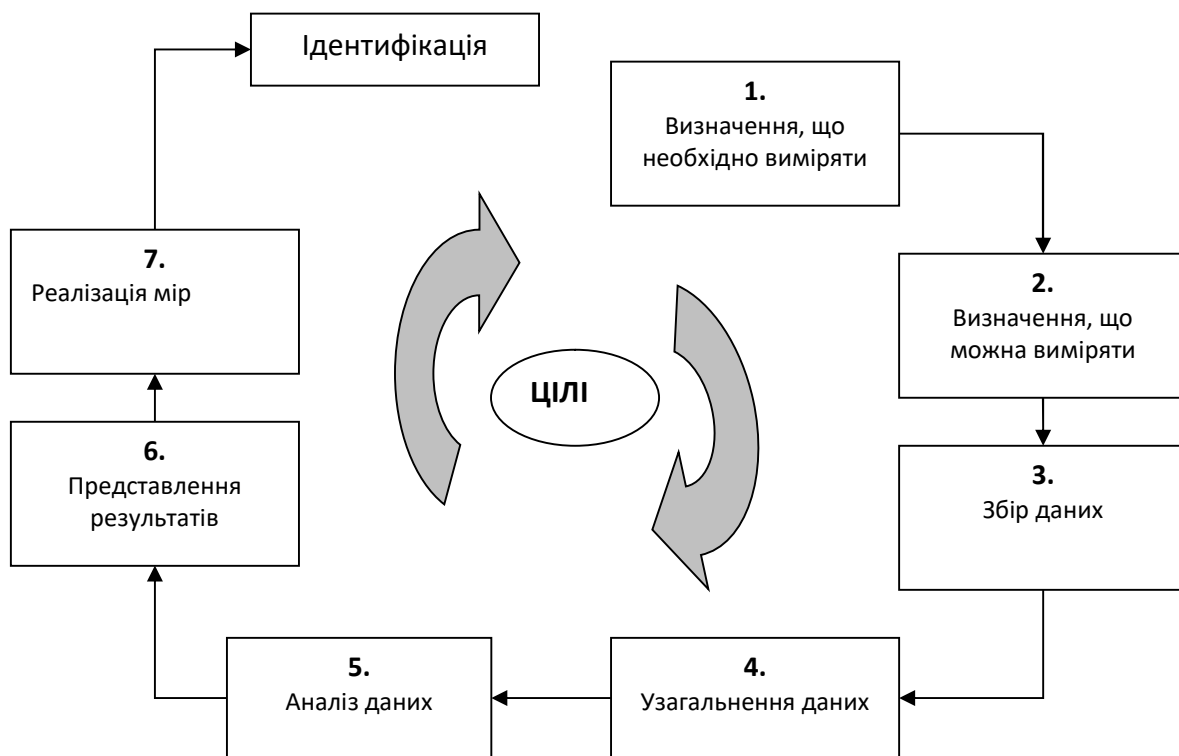 Ідентифікація
1.
Визначення, що
необхідно виміряти
2.
Визначення, що
можна виміряти
3.
Збір даних
4.
Узагальнення даних
5.
Аналіз даних
6.
Представлення
результатів
7.
Реалізація мір
ЦІЛІ